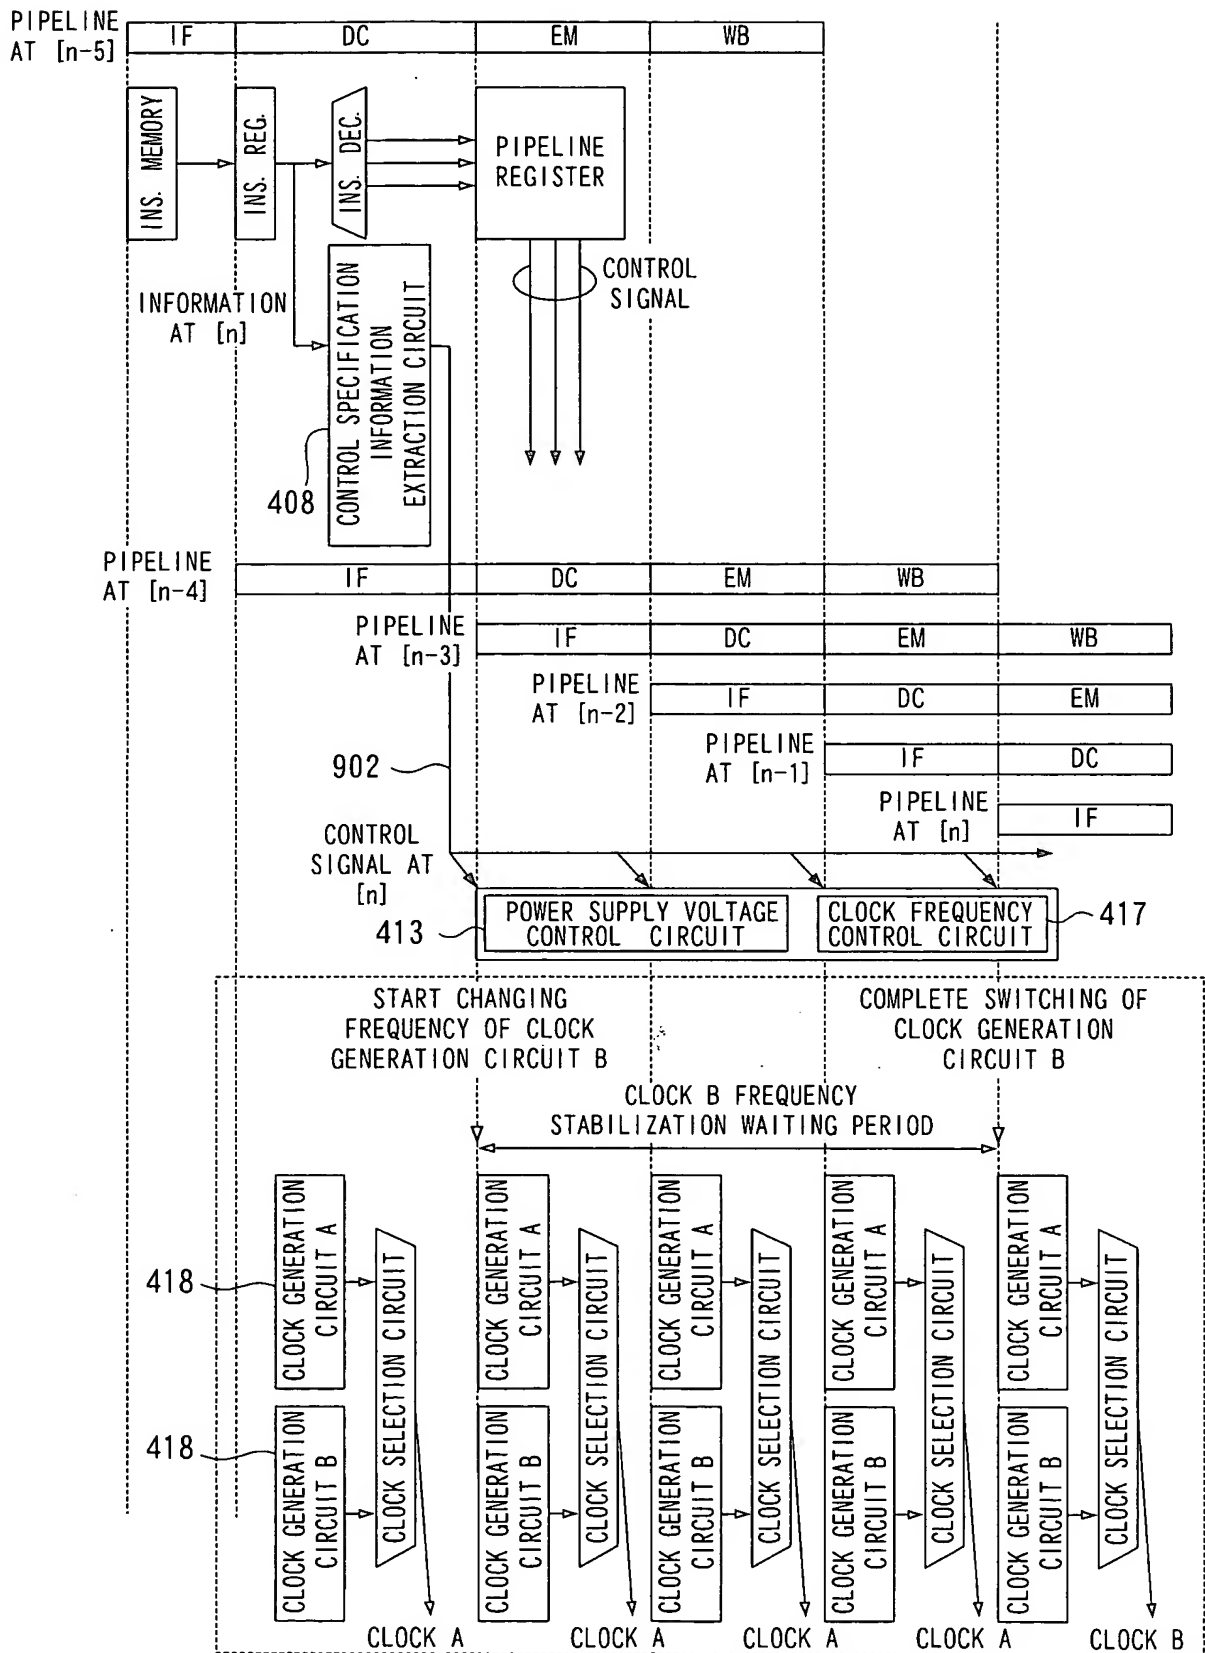 PIPELINE
AT [n-5]
IF
DC
EM
WB
INS. MEMORY
INS. REG.
INS. DEC.
PIPELINE
REGISTER
CONTROL
SIGNAL
INFORMATION
AT [n]
CONTROL SPECIFICATION
INFORMATION
EXTRACTION CIRCUIT
408
PIPELINE
AT [n-4]
IF
DC
EM
WB
PIPELINE
AT [n-3]
IF
DC
EM
WB
PIPELINE
AT [n-2]
IF
DC
EM
PIPELINE
AT [n-1]
IF
DC
902
PIPELINE
AT [n]
IF
CONTROL
SIGNAL AT
[n]
413
POWER SUPPLY VOLTAGE
CONTROL CIRCUIT
CLOCK FREQUENCY
CONTROL CIRCUIT
417
START CHANGING
FREQUENCY OF CLOCK
GENERATION CIRCUIT B
COMPLETE SWITCHING OF
CLOCK GENERATION
CIRCUIT B
CLOCK B FREQUENCY
STABILIZATION WAITING PERIOD
418
CLOCK GENERATION
CIRCUIT A
CLOCK SELECTION CIRCUIT
CLOCK GENERATION
CIRCUIT A
CLOCK SELECTION CIRCUIT
CLOCK GENERATION
CIRCUIT A
CLOCK SELECTION CIRCUIT
CLOCK GENERATION
CIRCUIT A
CLOCK SELECTION CIRCUIT
CLOCK GENERATION
CIRCUIT A
CLOCK SELECTION CIRCUIT
418
CLOCK GENERATION
CIRCUIT B
CLOCK GENERATION
CIRCUIT B
CLOCK GENERATION
CIRCUIT B
CLOCK GENERATION
CIRCUIT B
CLOCK GENERATION
CIRCUIT B
CLOCK A
CLOCK A
CLOCK A
CLOCK A
CLOCK B